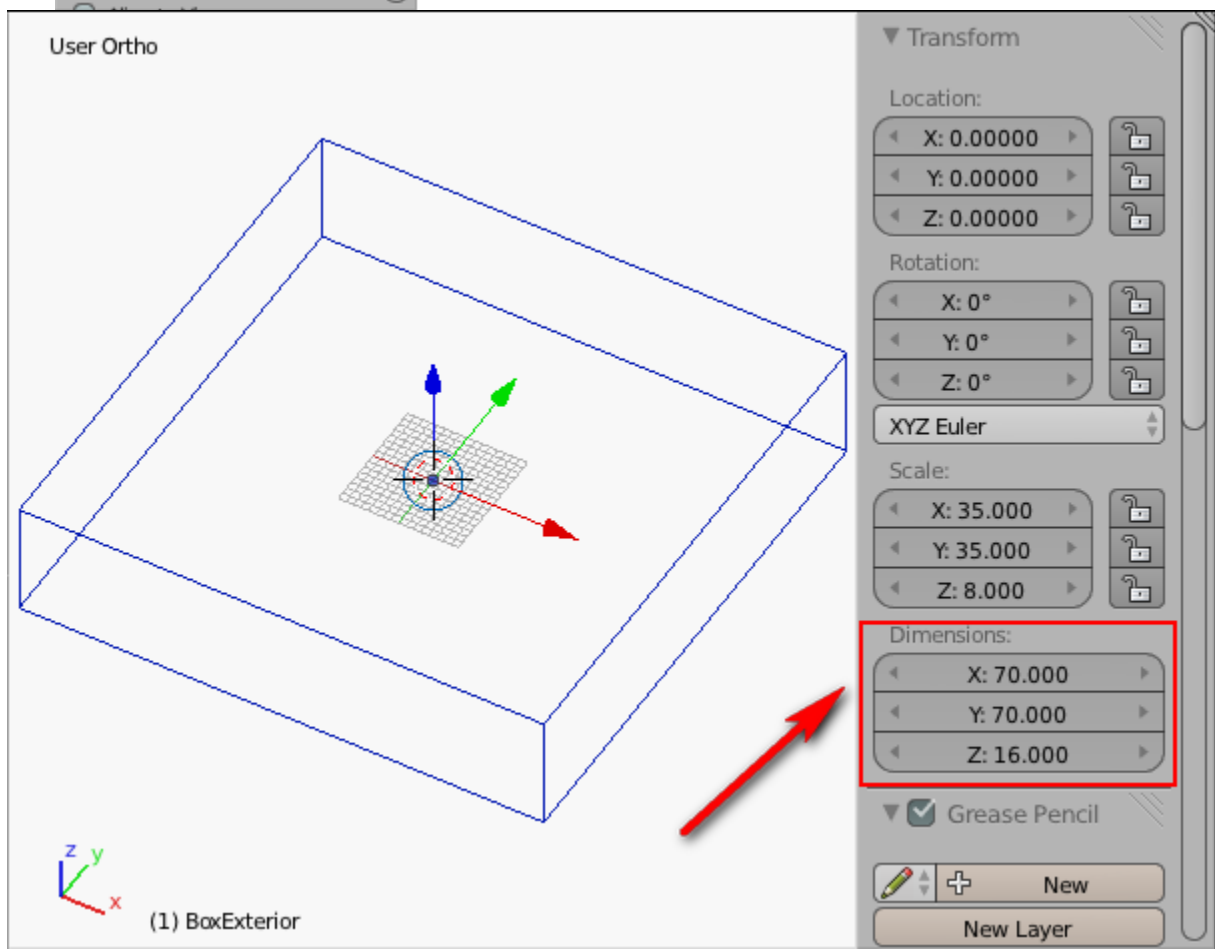 User Ortho
Transform
Location:
X: 0.00000
Y: 0.00000
Z: 0.00000
Rotation:
X: 0°
Y: 0°
Z: 0°
XYZ Euler
Scale:
X: 35.000
Y: 35.000
Z: 8.000
Dimensions:
X: 70.000
Y: 70.000
Z: 16.000
Grease Pencil
New
New Layer
z
y
x
(1) BoxExterior